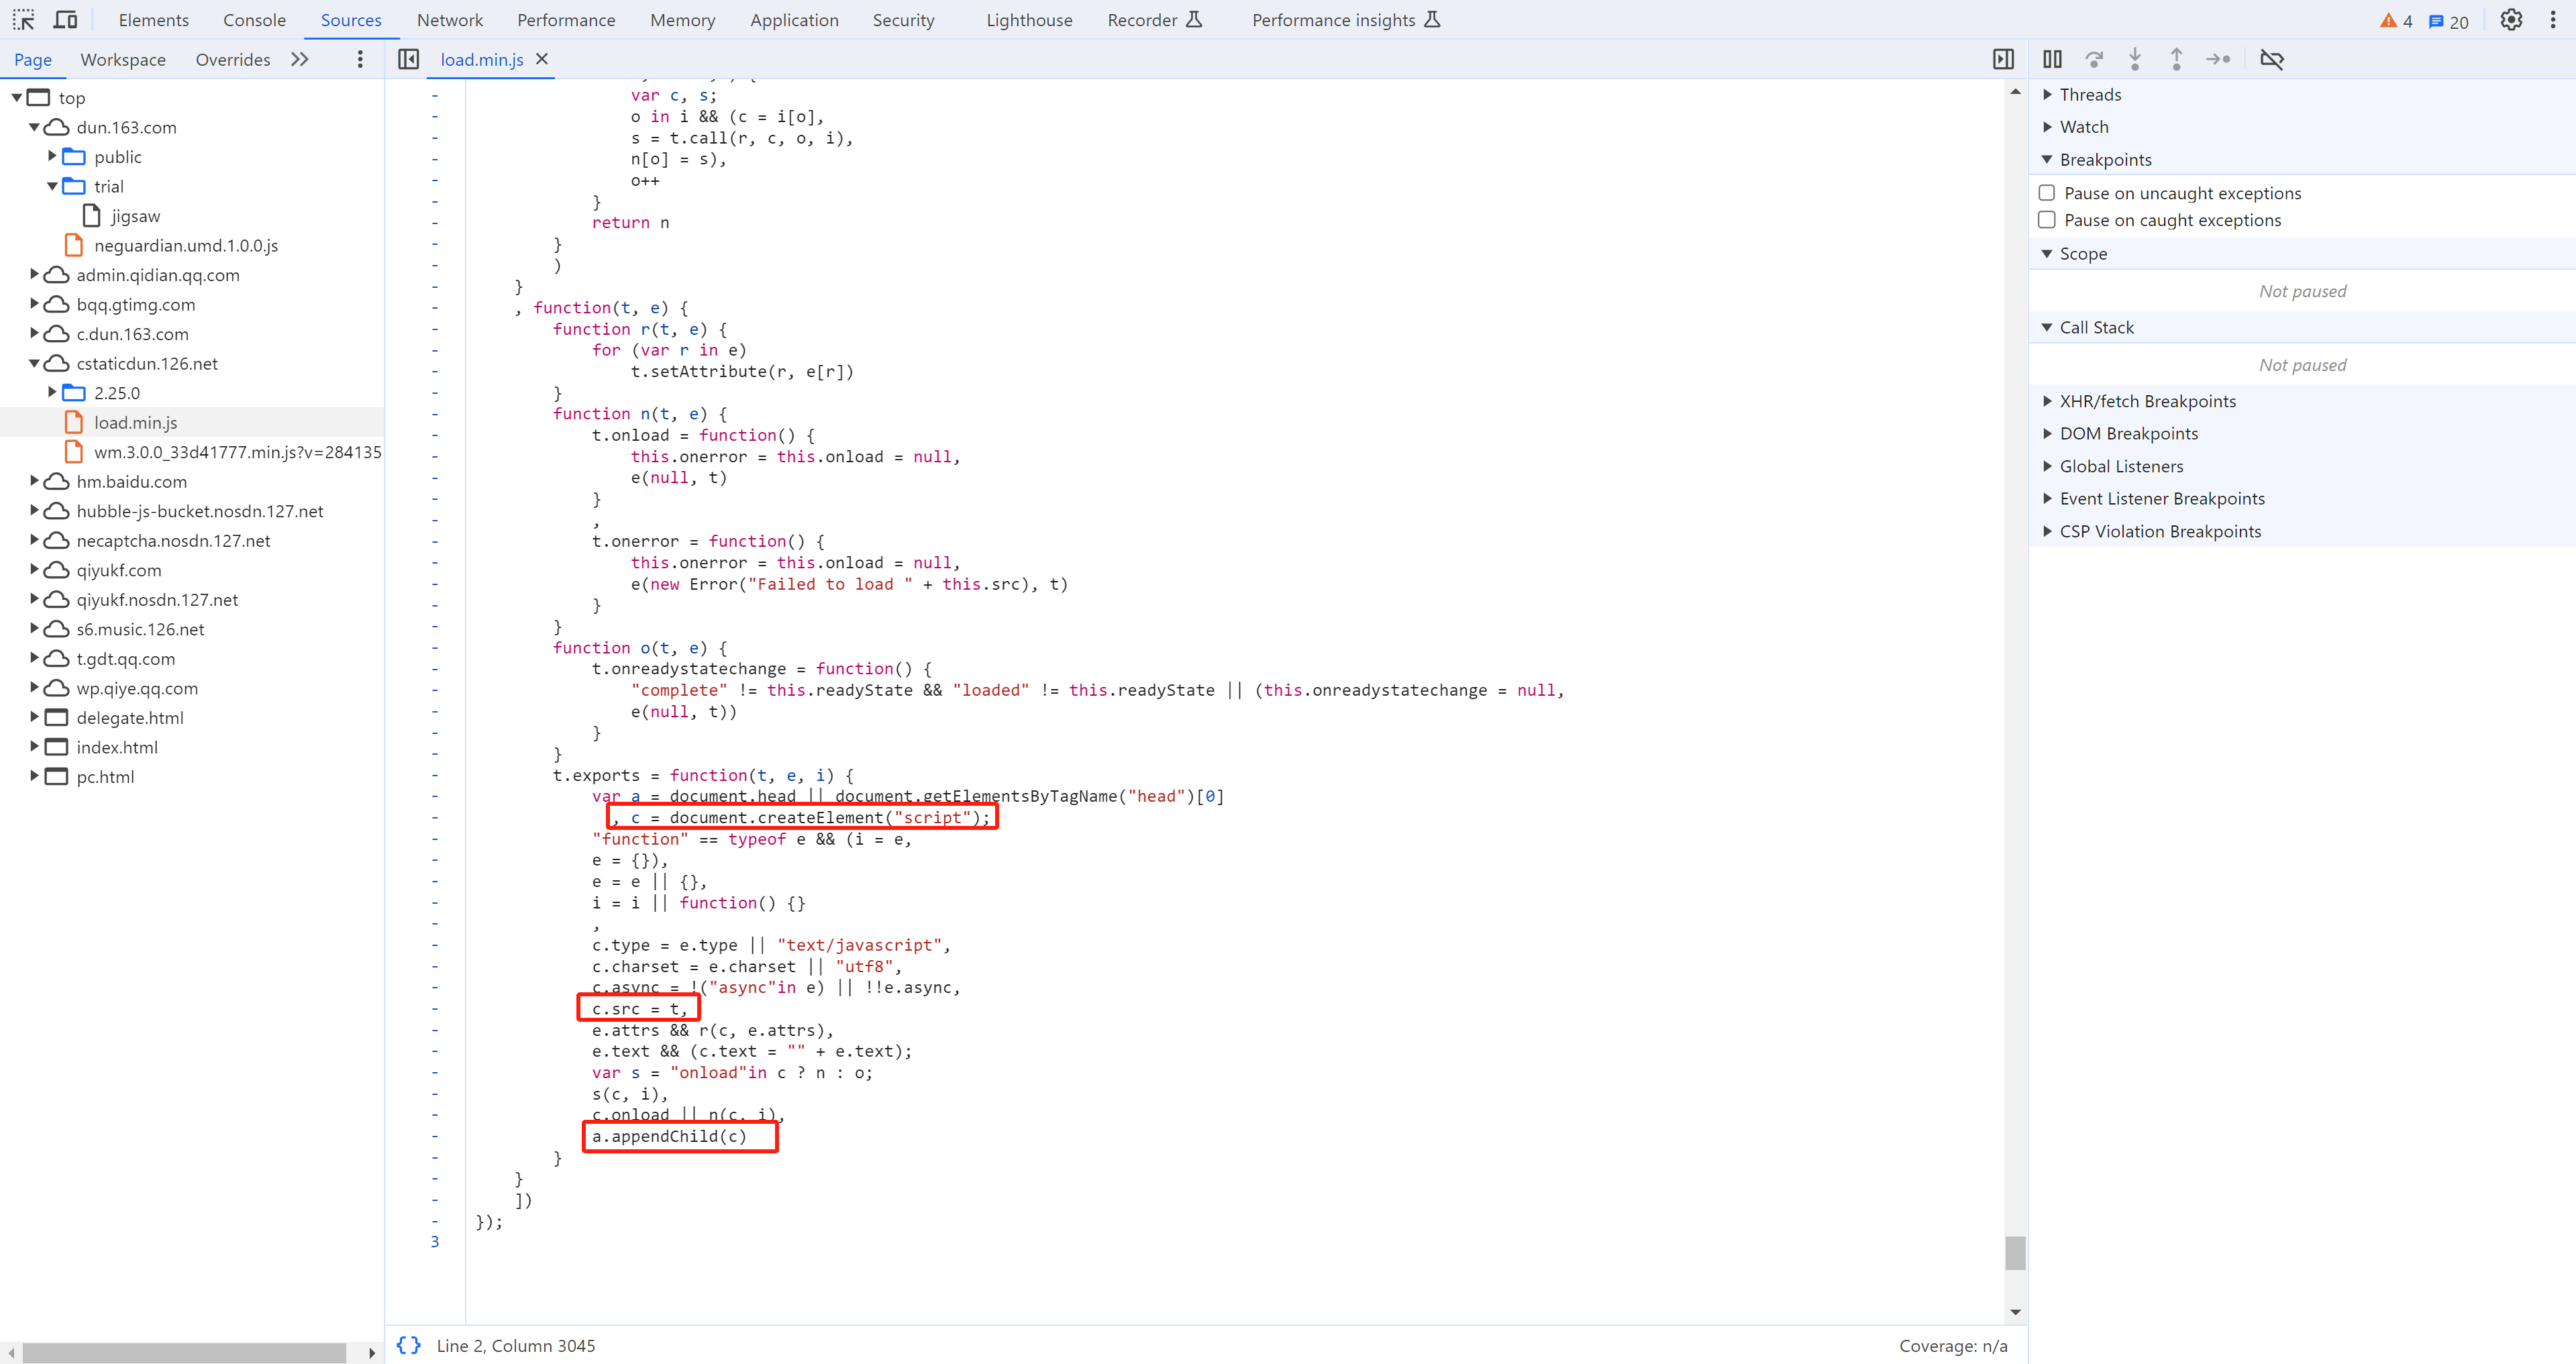 Elements Console Sources Network Performance Memory Application Security Lighthouse Recorder Performance insights 4 20
Page Workspace Overrides load.min.js
top
dun.163.com
public
trial
jigsaw
neguardian.umd.1.0.0.js
admin.qidian.qq.com
bqq.gtimg.com
c.dun.163.com
cstaticdun.126.net
2.25.0
load.min.js
wm.3.0.0_33d41777.min.js?v=284135
hm.baidu.com
hubble-js-bucket.nosdn.127.net
necaptcha.nosdn.127.net
qiyukf.com
qiyukf.nosdn.127.net
s6.music.126.net
t.gdt.qq.com
wp.qiye.qq.com
delegate.html
index.html
pc.html
var c, s;
o in i && (c = i[o],
s = t.call(r, c, o, i),
n[o] = s),
o++
}
return n
}
)
}
, function(t, e) {
function r(t, e) {
for (var r in e)
t.setAttribute(r, e[r])
}
function n(t, e) {
t.onload = function() {
this.onerror = this.onload = null,
e(null, t)
}
,
t.onerror = function() {
this.onerror = this.onload = null,
e(new Error("Failed to load " + this.src), t)
}
}
function o(t, e) {
t.onreadystatechange = function() {
"complete" != this.readyState && "loaded" != this.readyState || (this.onreadystatechange = null,
e(null, t))
}
}
t.exports = function(t, e, i) {
var a = document.head || document.getElementsByTagName("head")[0]
, c = document.createElement("script");
"function" == typeof e && (i = e,
e = {}),
e = e || {},
i = i || function() {}
,
c.type = e.type || "text/javascript",
c.charset = e.charset || "utf8",
c.async = !("async"in e) || !!e.async,
c.src = t,
e.attrs && r(c, e.attrs),
e.text && (c.text = "" + e.text);
var s = "onload"in c ? n : o;
s(c, i),
c.onload || n(c, i),
a.appendChild(c)
}
}
])
});
3
{} Line 2, Column 3045
Coverage: n/a
Threads
Watch
Breakpoints
Pause on uncaught exceptions
Pause on caught exceptions
Scope
Not paused
Call Stack
Not paused
XHR/fetch Breakpoints
DOM Breakpoints
Global Listeners
Event Listener Breakpoints
CSP Violation Breakpoints